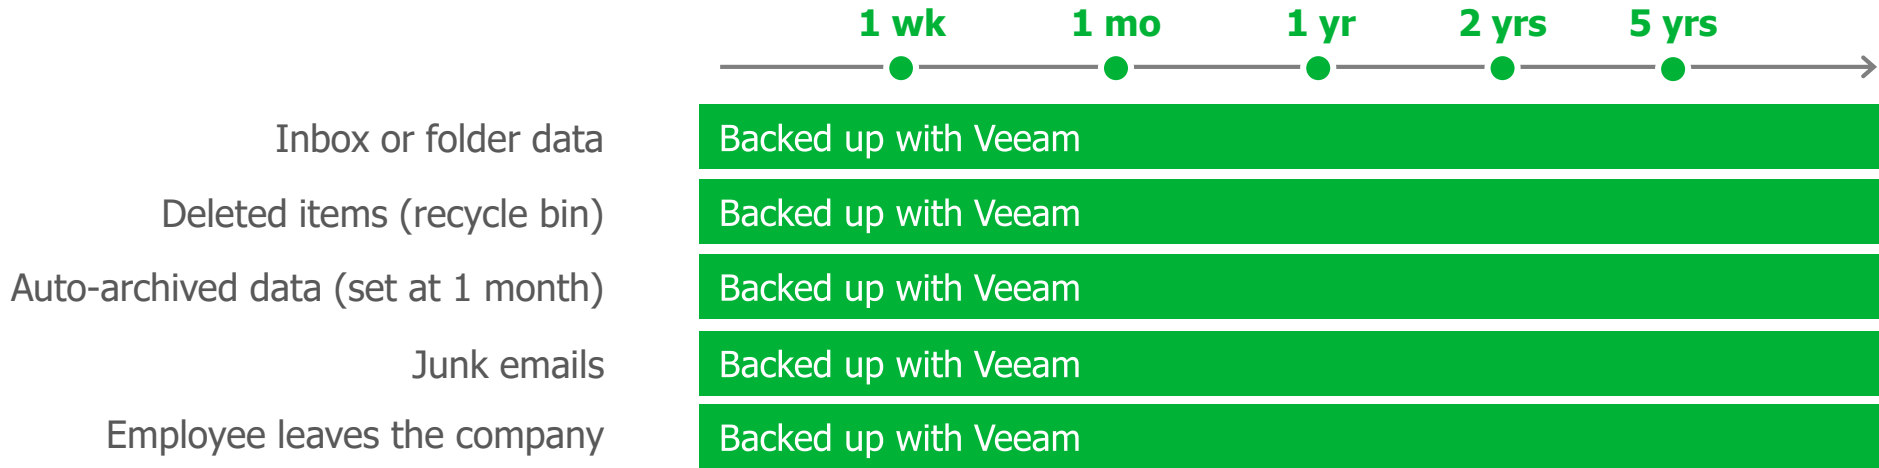 1 wk 1 mo 1 yr 2 yrs 5 yrs
Inbox or folder data Backed up with Veeam
Deleted items (recycle bin) Backed up with Veeam
Auto-archived data (set at 1 month) Backed up with Veeam
Junk emails Backed up with Veeam
Employee leaves the company Backed up with Veeam